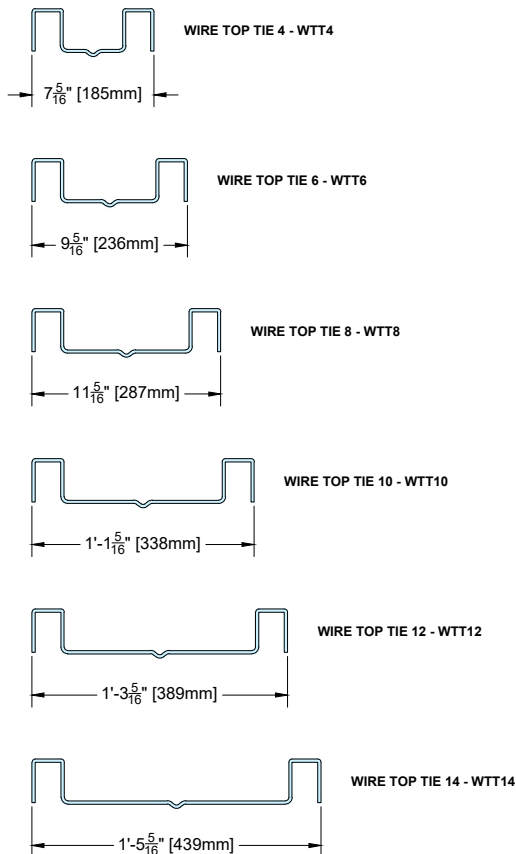 WIRE TOP TIE 4 - WTT4
7 5/16" [185mm]
WIRE TOP TIE 6 - WTT6
9 5/16" [236mm]
WIRE TOP TIE 8 - WTT8
11 5/16" [287mm]
WIRE TOP TIE 10 - WTT10
1'-1 5/16" [338mm]
WIRE TOP TIE 12 - WTT12
1'-3 5/16" [389mm]
WIRE TOP TIE 14 - WTT14
1'-5 5/16" [439mm]